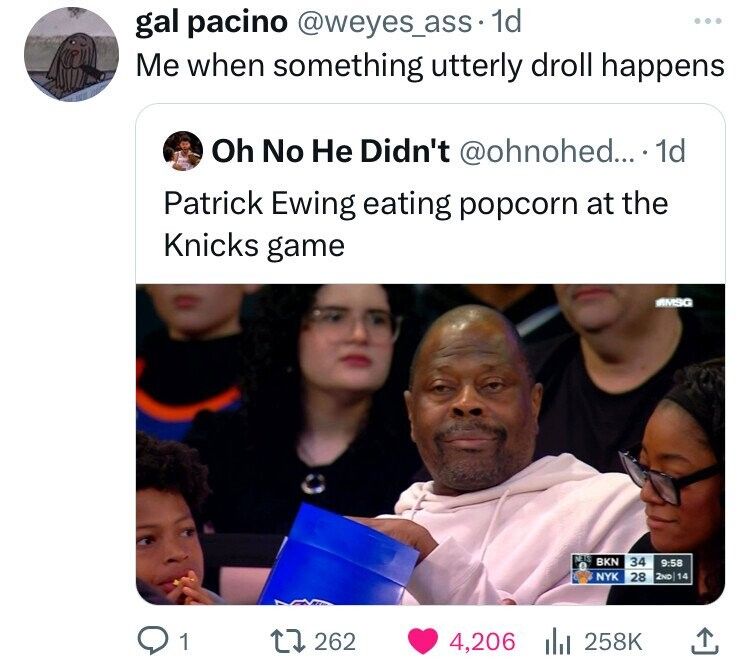 gal pacino @weyes_ass · 1d
Me when something utterly droll happens
Oh No He Didn't @ohnohed... · 1d
Patrick Ewing eating popcorn at the
Knicks game
MSG
NETS BKN 34 9:58
NYK 28 2ND 14
1 262 4,206 258K